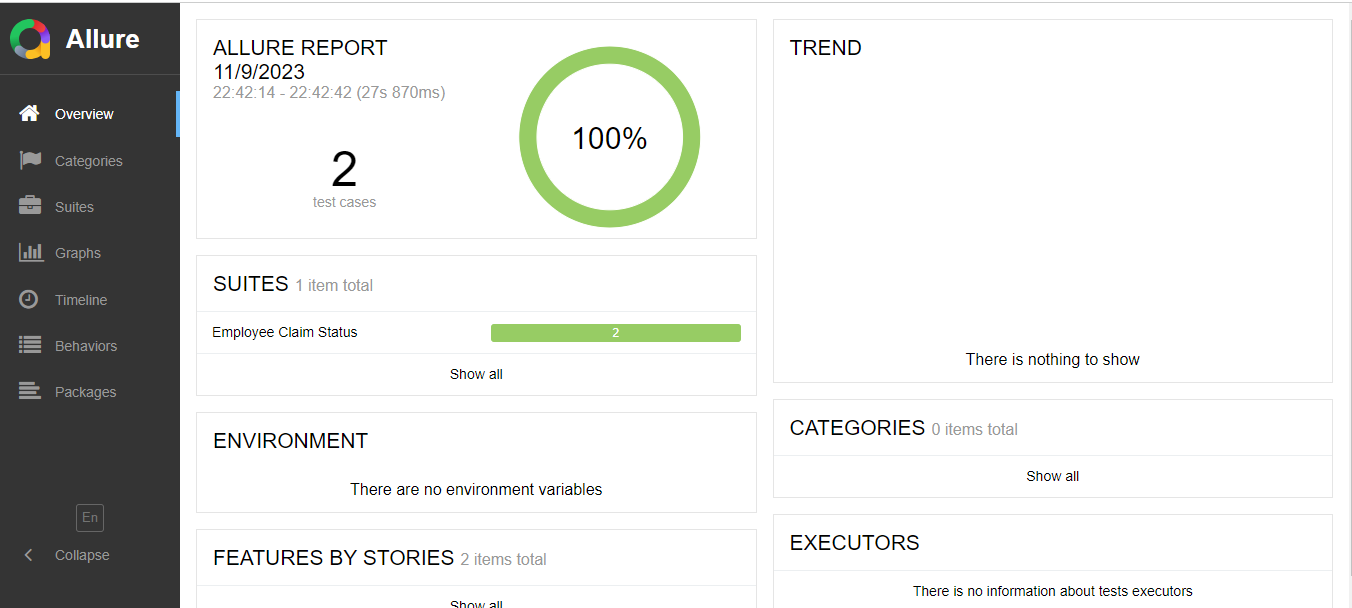 Allure
Overview
Categories
Suites
Graphs
Timeline
Behaviors
Packages
En
Collapse
ALLURE REPORT
11/9/2023
22:42:14 - 22:42:42 (27s 870ms)
2
test cases
100%
SUITES 1 item total
Employee Claim Status 2
Show all
ENVIRONMENT
There are no environment variables
FEATURES BY STORIES 2 items total
Show all
TREND
There is nothing to show
CATEGORIES 0 items total
Show all
EXECUTORS
There is no information about tests executors